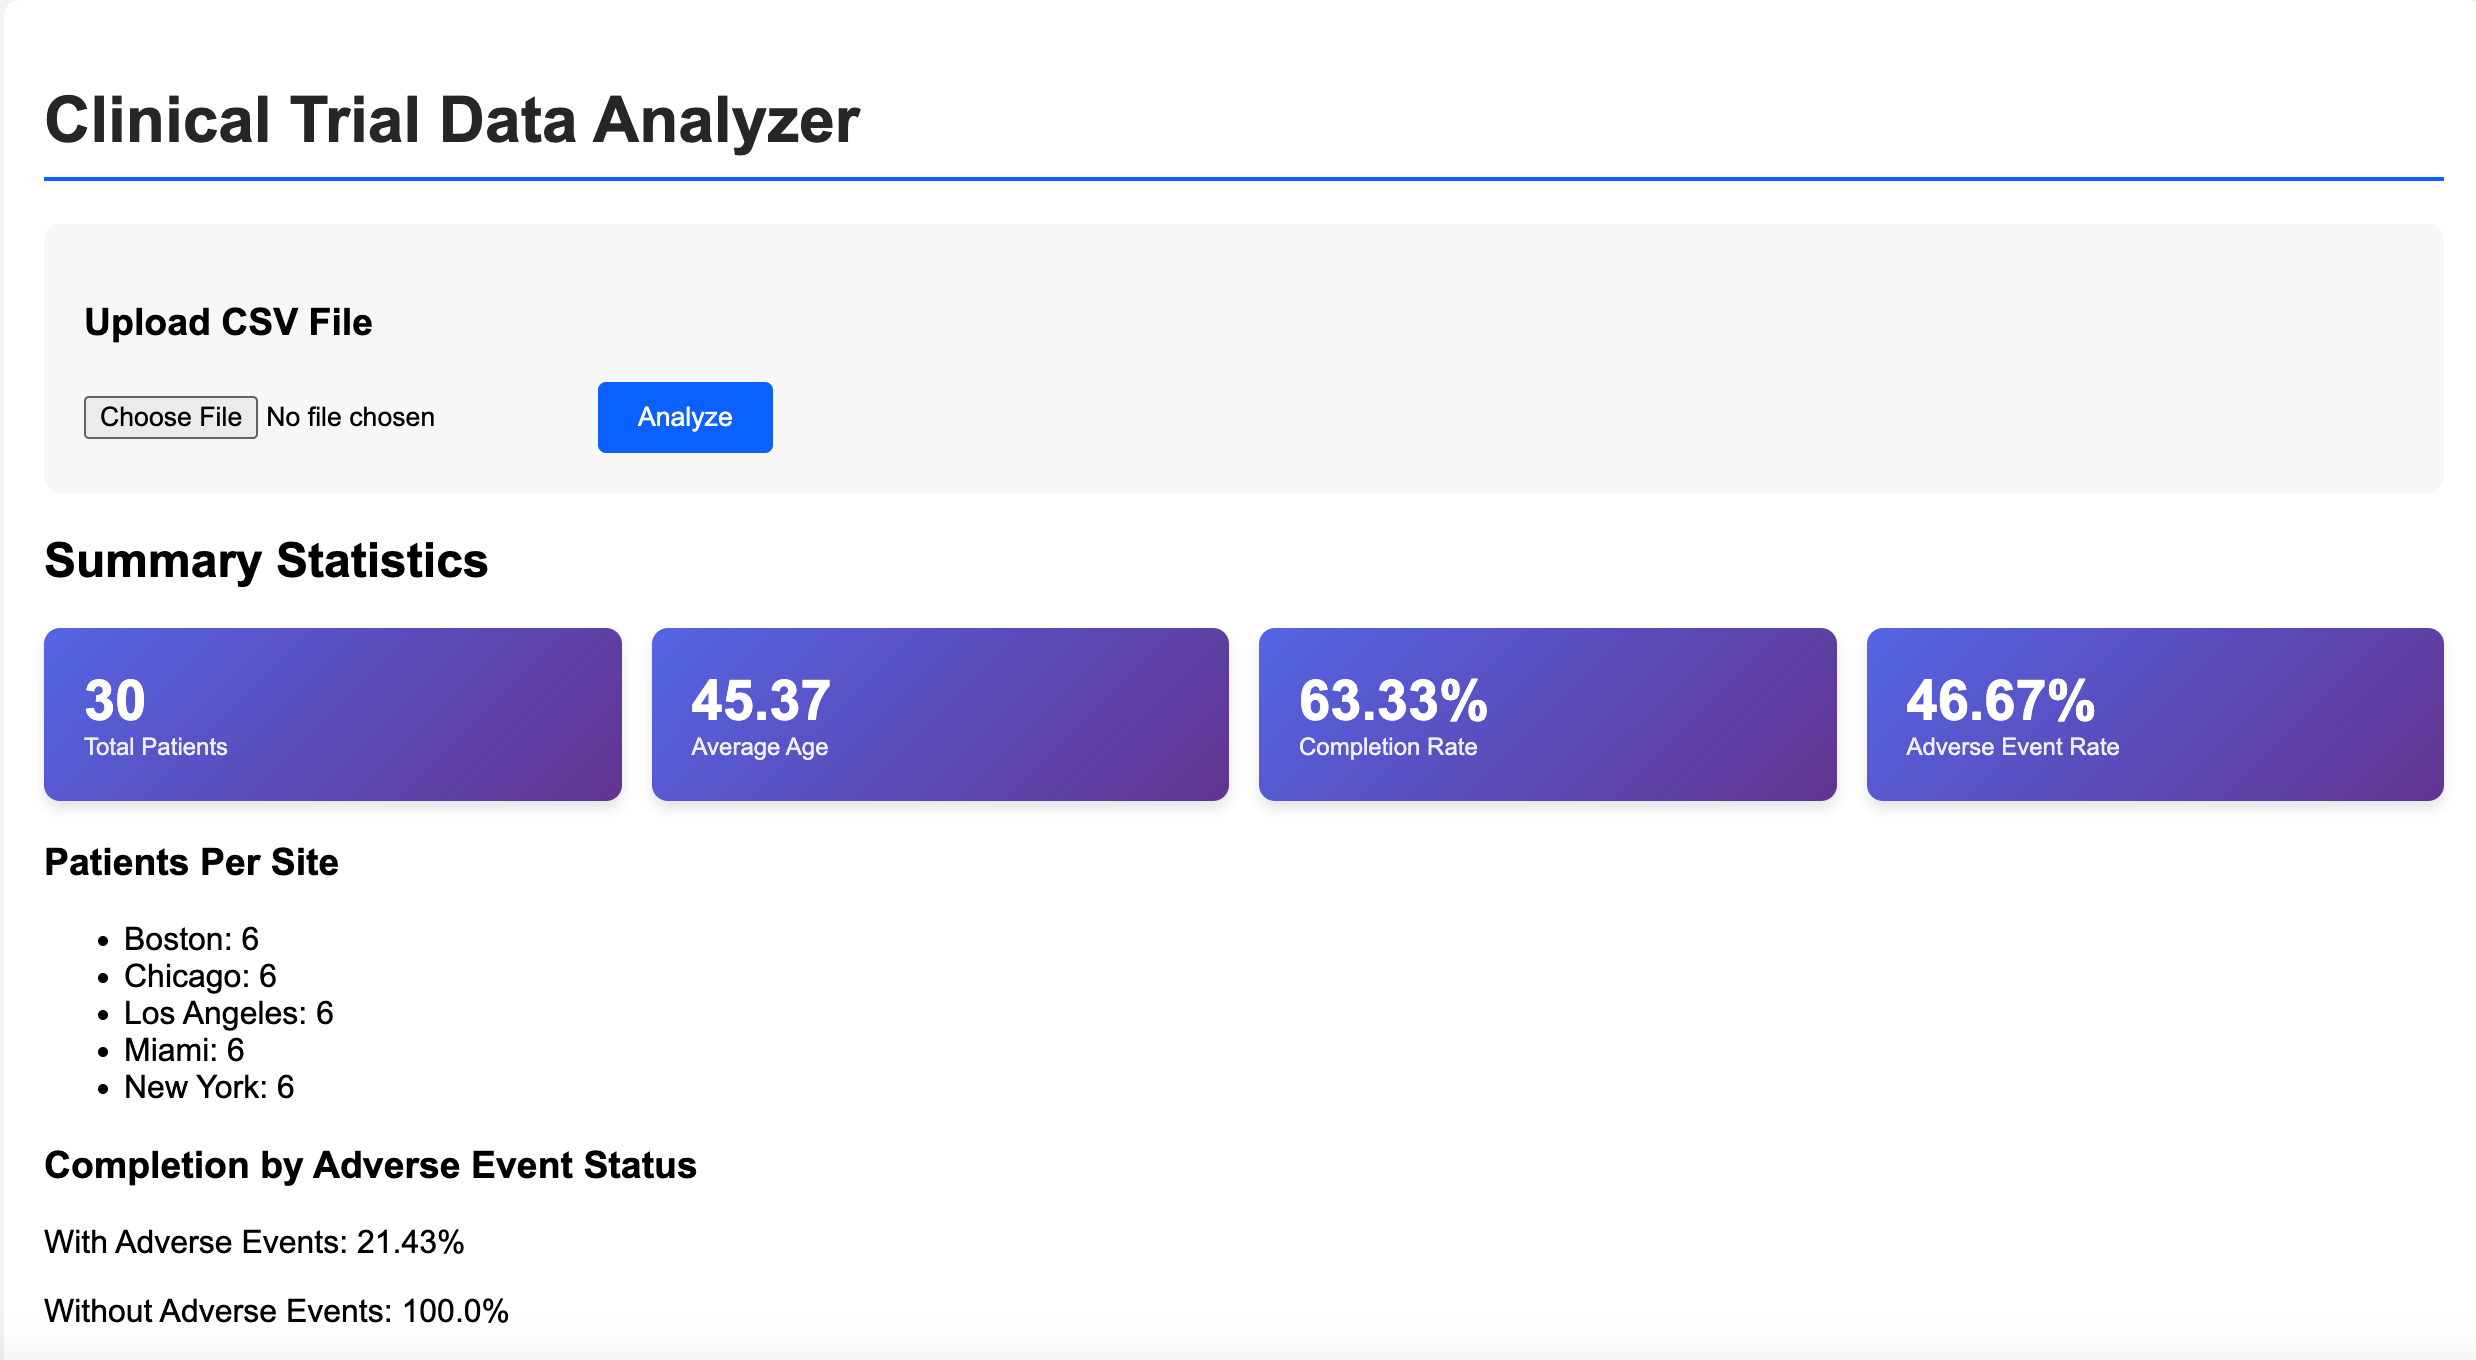 Clinical Trial Data Analyzer
Upload CSV File
Choose File No file chosen
Analyze
Summary Statistics
30
Total Patients
45.37
Average Age
63.33%
Completion Rate
46.67%
Adverse Event Rate
Patients Per Site
Boston: 6
Chicago: 6
Los Angeles: 6
Miami: 6
New York: 6
Completion by Adverse Event Status
With Adverse Events: 21.43%
Without Adverse Events: 100.0%